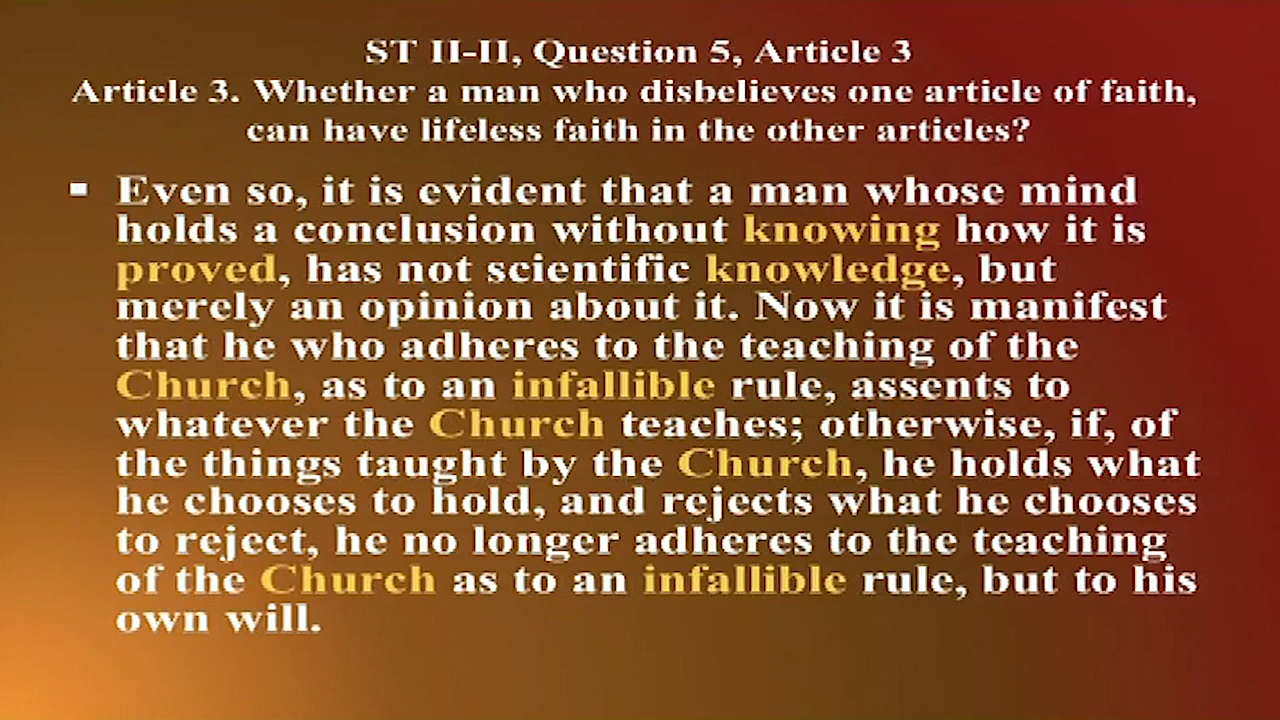 ST II-II, Question 5, Article 3
Article 3. Whether a man who disbelieves one article of faith,
can have lifeless faith in the other articles?
Even so, it is evident that a man whose mind
holds a conclusion without knowing how it is
proved, has not scientific knowledge, but
merely an opinion about it. Now it is manifest
that he who adheres to the teaching of the
Church, as to an infallible rule, assents to
whatever the Church teaches; otherwise, if, of
the things taught by the Church, he holds what
he chooses to hold, and rejects what he chooses
to reject, he no longer adheres to the teaching
of the Church as to an infallible rule, but to his
own will.